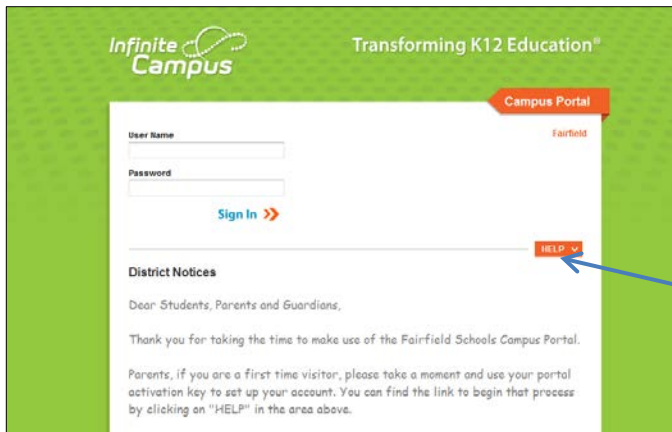 Infinite
Campus
Transforming K12 Education®
Campus Portal
Fairfield
User Name
Password
Sign In
HELP
District Notices
Dear Students, Parents and Guardians,
Thank you for taking the time to make use of the Fairfield Schools Campus Portal.
Parents, if you are a first time visitor, please take a moment and use your portal
activation key to set up your account. You can find the link to begin that process
by clicking on "HELP" in the area above.